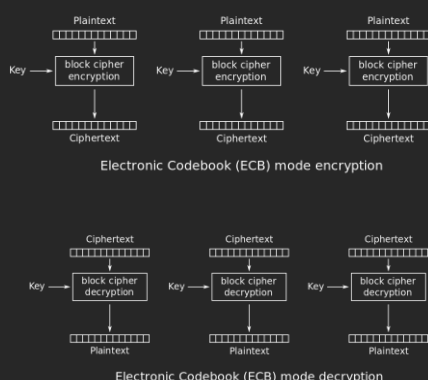 Plaintext Plaintext Plaintext
Key block cipher encryption Key block cipher encryption Key block cipher encryption
Ciphertext Ciphertext Ciphertext
Electronic Codebook (ECB) mode encryption
Ciphertext Ciphertext Ciphertext
Key block cipher decryption Key block cipher decryption Key block cipher decryption
Plaintext Plaintext Plaintext
Electronic Codebook (ECB) mode decryption